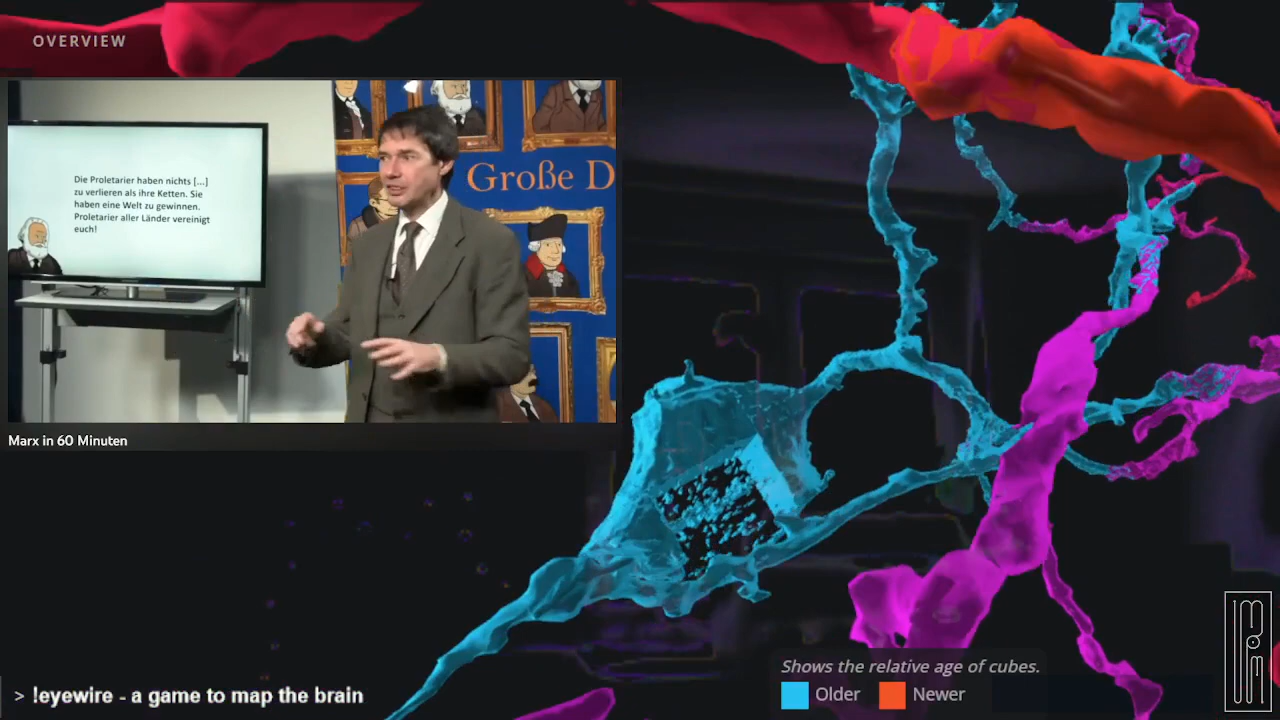 OVERVIEW
Die Proletarier haben nichts [...]
zu verlieren als ihre Ketten. Sie
haben eine Welt zu gewinnen.
Proletarier aller Länder vereinigt
euch!
Große D
Marx in 60 Minuten
> !eyewire - a game to map the brain
Shows the relative age of cubes.
Older
Newer